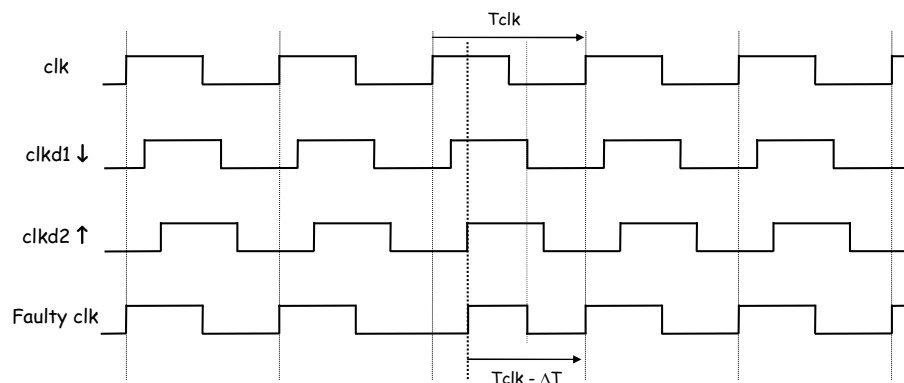 Tclk
clk
clkd1 ↓
clkd2 ↑
Faulty clk
Tclk - ΔT